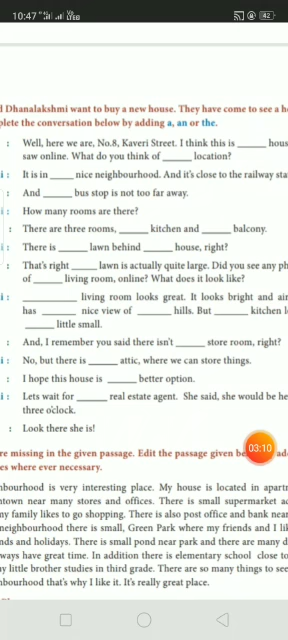 10:47
42
d Dhanalakshmi want to buy a new house. They have come to see a h
plete the conversation below by adding a, an or the.
: Well, here we are, No.8, Kaveri Street. I think this is ______ hous
saw online. What do you think of ______ location?
i : It is in _____ nice neighbourhood. And it's close to the railway sta
: And ______ bus stop is not too far away.
i : How many rooms are there?
: There are three rooms, ______ kitchen and ______ balcony.
i : There is ______ lawn behind ______ house, right?
: That's right _____ lawn is actually quite large. Did you see any ph
of ______ living room, online? What does it look like?
i : __________ living room looks great. It looks bright and air
has ______ nice view of ______ hills. But ______ kitchen l
______ little small.
: And, I remember you said there isn't ______ store room, right?
i : No, but there is ______ attic, where we can store things.
: I hope this house is ______ better option.
i : Lets wait for ______ real estate agent. She said, she would be he
three o'clock.
: Look there she is!
re missing in the given passage. Edit the passage given be
03:10
es where ever necessary.
nbourhood is very interesting place. My house is located in apartm
ntown near many stores and offices. There is small supermarket ac
my family likes to go shopping. There is also post office and bank near
neighbourhood there is small, Green Park where my friends and I lik
nds and holidays. There is small pond near park and there are many d
ways have great time. In addition there is elementary school close to
y little brother studies in third grade. There are so many things to see
nbourhood that's why I like it. It's really great place.